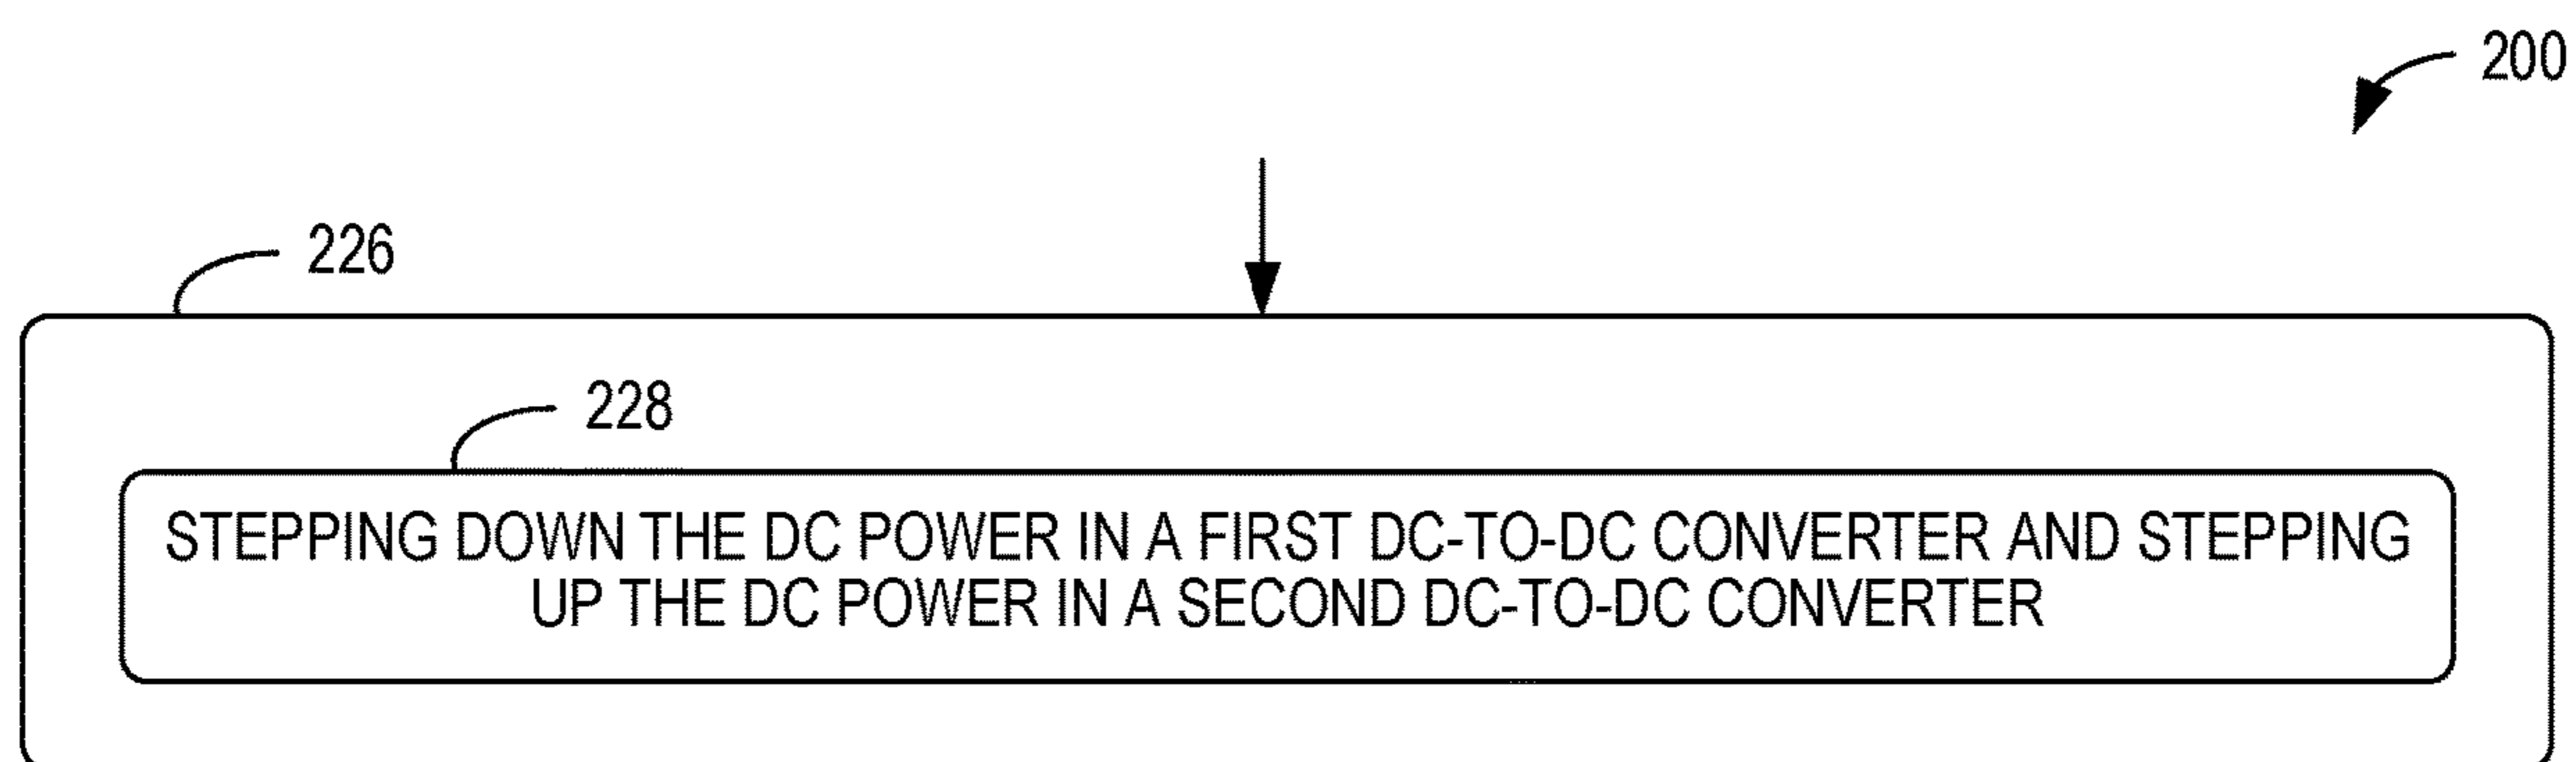 200
226
228
STEPPING DOWN THE DC POWER IN A FIRST DC-TO-DC CONVERTER AND STEPPING
UP THE DC POWER IN A SECOND DC-TO-DC CONVERTER